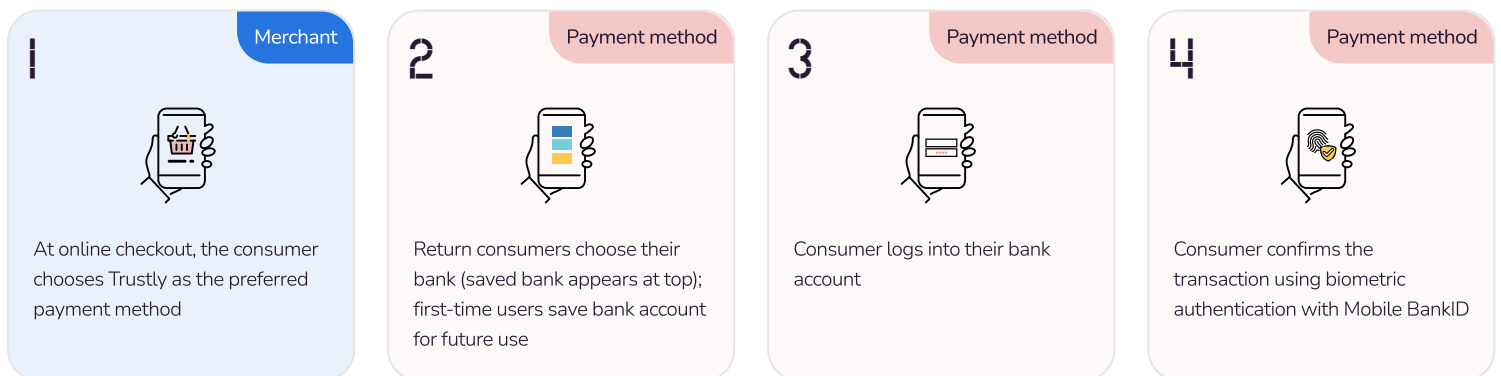 Merchant
1
At online checkout, the consumer
chooses Trustly as the preferred
payment method
Payment method
2
Return consumers choose their
bank (saved bank appears at top);
first-time users save bank account
for future use
Payment method
3
Consumer logs into their bank
account
Payment method
4
Consumer confirms the
transaction using biometric
authentication with Mobile BankID